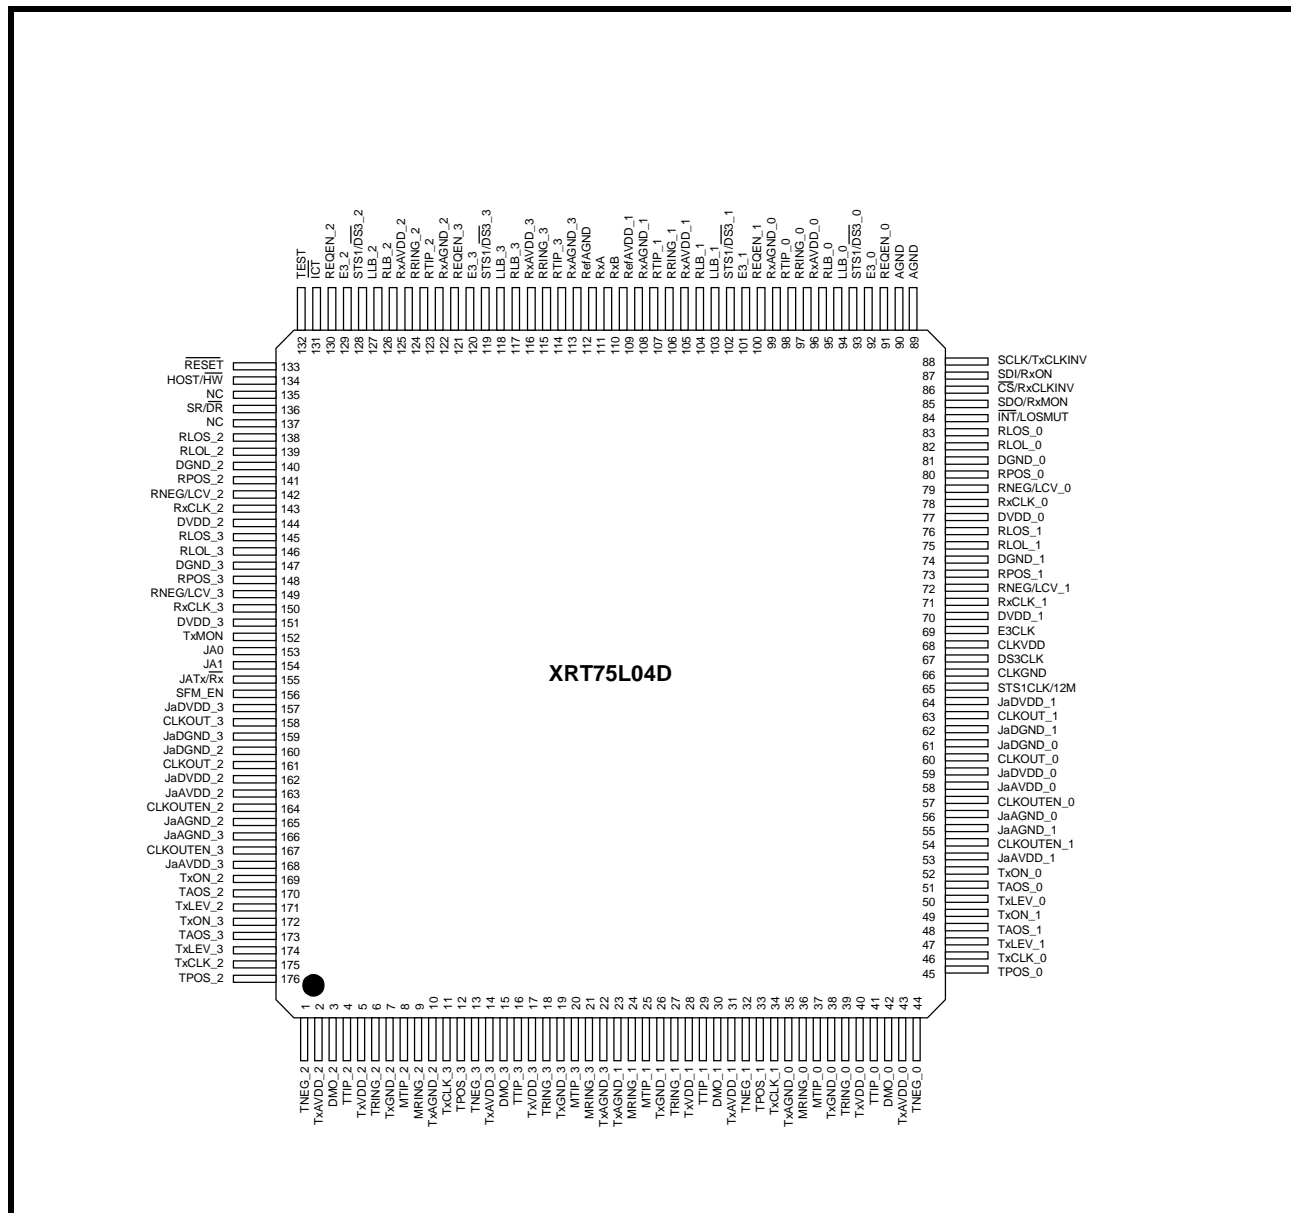 TEST
ICT
REQEN_2
E3_2
STS1/DS3_2
LLB_2
RLB_2
RxAVDD_2
RRING_2
RTIP_2
RxAGND_2
REQEN_3
E3_3
STS1/DS3_3
LLB_3
RLB_3
RxAVDD_3
RRING_3
RTIP_3
RxAGND_3
RefAGND
RxA
RxB
RefAVDD_1
RxAGND_1
RTIP_1
RRING_1
RxAVDD_1
RLB_1
LLB_1
STS1/DS3_1
E3_1
REQEN_1
RxAGND_0
RTIP_0
RRING_0
RxAVDD_0
RLB_0
LLB_0
STS1/DS3_0
E3_0
REQEN_0
AGND
AGND
132 131 130 129 128 127 126 125 124 123 122 121 120 119 118 117 116 115 114 113 112 111 110 109 108 107 106 105 104 103 102 101 100 99 98 97 96 95 94 93 92 91 90 89
RESET 133
HOST/HW 134
NC 135
SR/DR 136
NC 137
RLOS_2 138
RLOL_2 139
DGND_2 140
RPOS_2 141
RNEG/LCV_2 142
RxCLK_2 143
DVDD_2 144
RLOS_3 145
RLOL_3 146
DGND_3 147
RPOS_3 148
RNEG/LCV_3 149
RxCLK_3 150
DVDD_3 151
TxMON 152
JA0 153
JA1 154
JATx/Rx 155
SFM_EN 156
JaDVDD_3 157
CLKOUT_3 158
JaDGND_3 159
JaDGND_2 160
CLKOUT_2 161
JaDVDD_2 162
JaAVDD_2 163
CLKOUTEN_2 164
JaAGND_2 165
JaAGND_3 166
CLKOUTEN_3 167
JaAVDD_3 168
TxON_2 169
TAOS_2 170
TxLEV_2 171
TxON_3 172
TAOS_3 173
TxLEV_3 174
TxCLK_2 175
TPOS_2 176
XRT75L04D
88 SCLK/TxCLKINV
87 SDI/RxON
86 CS/RxCLKINV
85 SDO/RxMON
84 INT/LOSMUT
83 RLOS_0
82 RLOL_0
81 DGND_0
80 RPOS_0
79 RNEG/LCV_0
78 RxCLK_0
77 DVDD_0
76 RLOS_1
75 RLOL_1
74 DGND_1
73 RPOS_1
72 RNEG/LCV_1
71 RxCLK_1
70 DVDD_1
69 E3CLK
68 CLKVDD
67 DS3CLK
66 CLKGND
65 STS1CLK/12M
64 JaDVDD_1
63 CLKOUT_1
62 JaDGND_1
61 JaDGND_0
60 CLKOUT_0
59 JaDVDD_0
58 JaAVDD_0
57 CLKOUTEN_0
56 JaAGND_0
55 JaAGND_1
54 CLKOUTEN_1
53 JaAVDD_1
52 TxON_0
51 TAOS_0
50 TxLEV_0
49 TxON_1
48 TAOS_1
47 TxLEV_1
46 TxCLK_0
45 TPOS_0
1 2 3 4 5 6 7 8 9 10 11 12 13 14 15 16 17 18 19 20 21 22 23 24 25 26 27 28 29 30 31 32 33 34 35 36 37 38 39 40 41 42 43 44
TNEG_2
TxAVDD_2
DMO_2
TTIP_2
TxVDD_2
TRING_2
TxGND_2
MTIP_2
MRING_2
TxAGND_2
TxCLK_3
TPOS_3
TNEG_3
TxAVDD_3
DMO_3
TTIP_3
TxVDD_3
TRING_3
TxGND_3
MTIP_3
MRING_3
TxAGND_3
TxAGND_1
MRING_1
MTIP_1
TxGND_1
TRING_1
TxVDD_1
TTIP_1
DMO_1
TxAVDD_1
TNEG_1
TPOS_1
TxCLK_1
TxAGND_0
MRING_0
MTIP_0
TxGND_0
TRING_0
TxVDD_0
TTIP_0
DMO_0
TxAVDD_0
TNEG_0